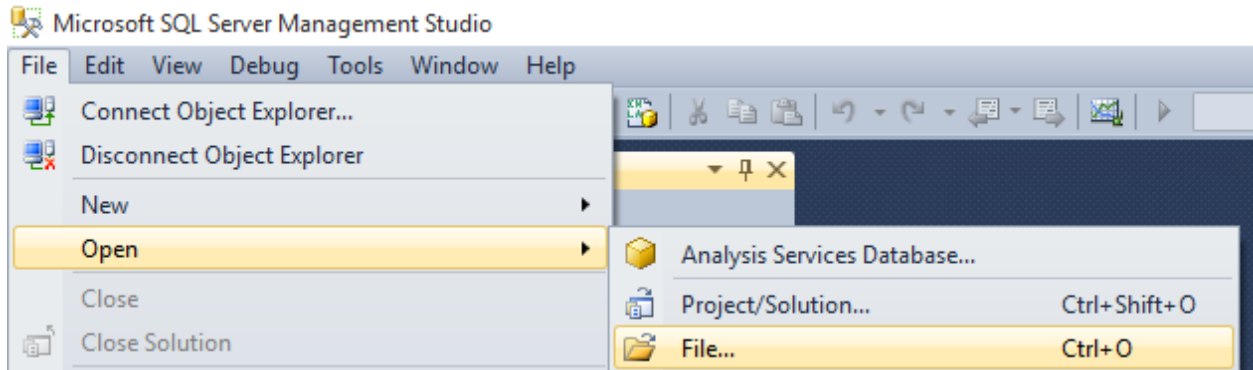 Microsoft SQL Server Management Studio
File Edit View Debug Tools Window Help
Connect Object Explorer...
Disconnect Object Explorer
New
Open
Analysis Services Database...
Close
Project/Solution... Ctrl+Shift+O
Close Solution
File... Ctrl+O